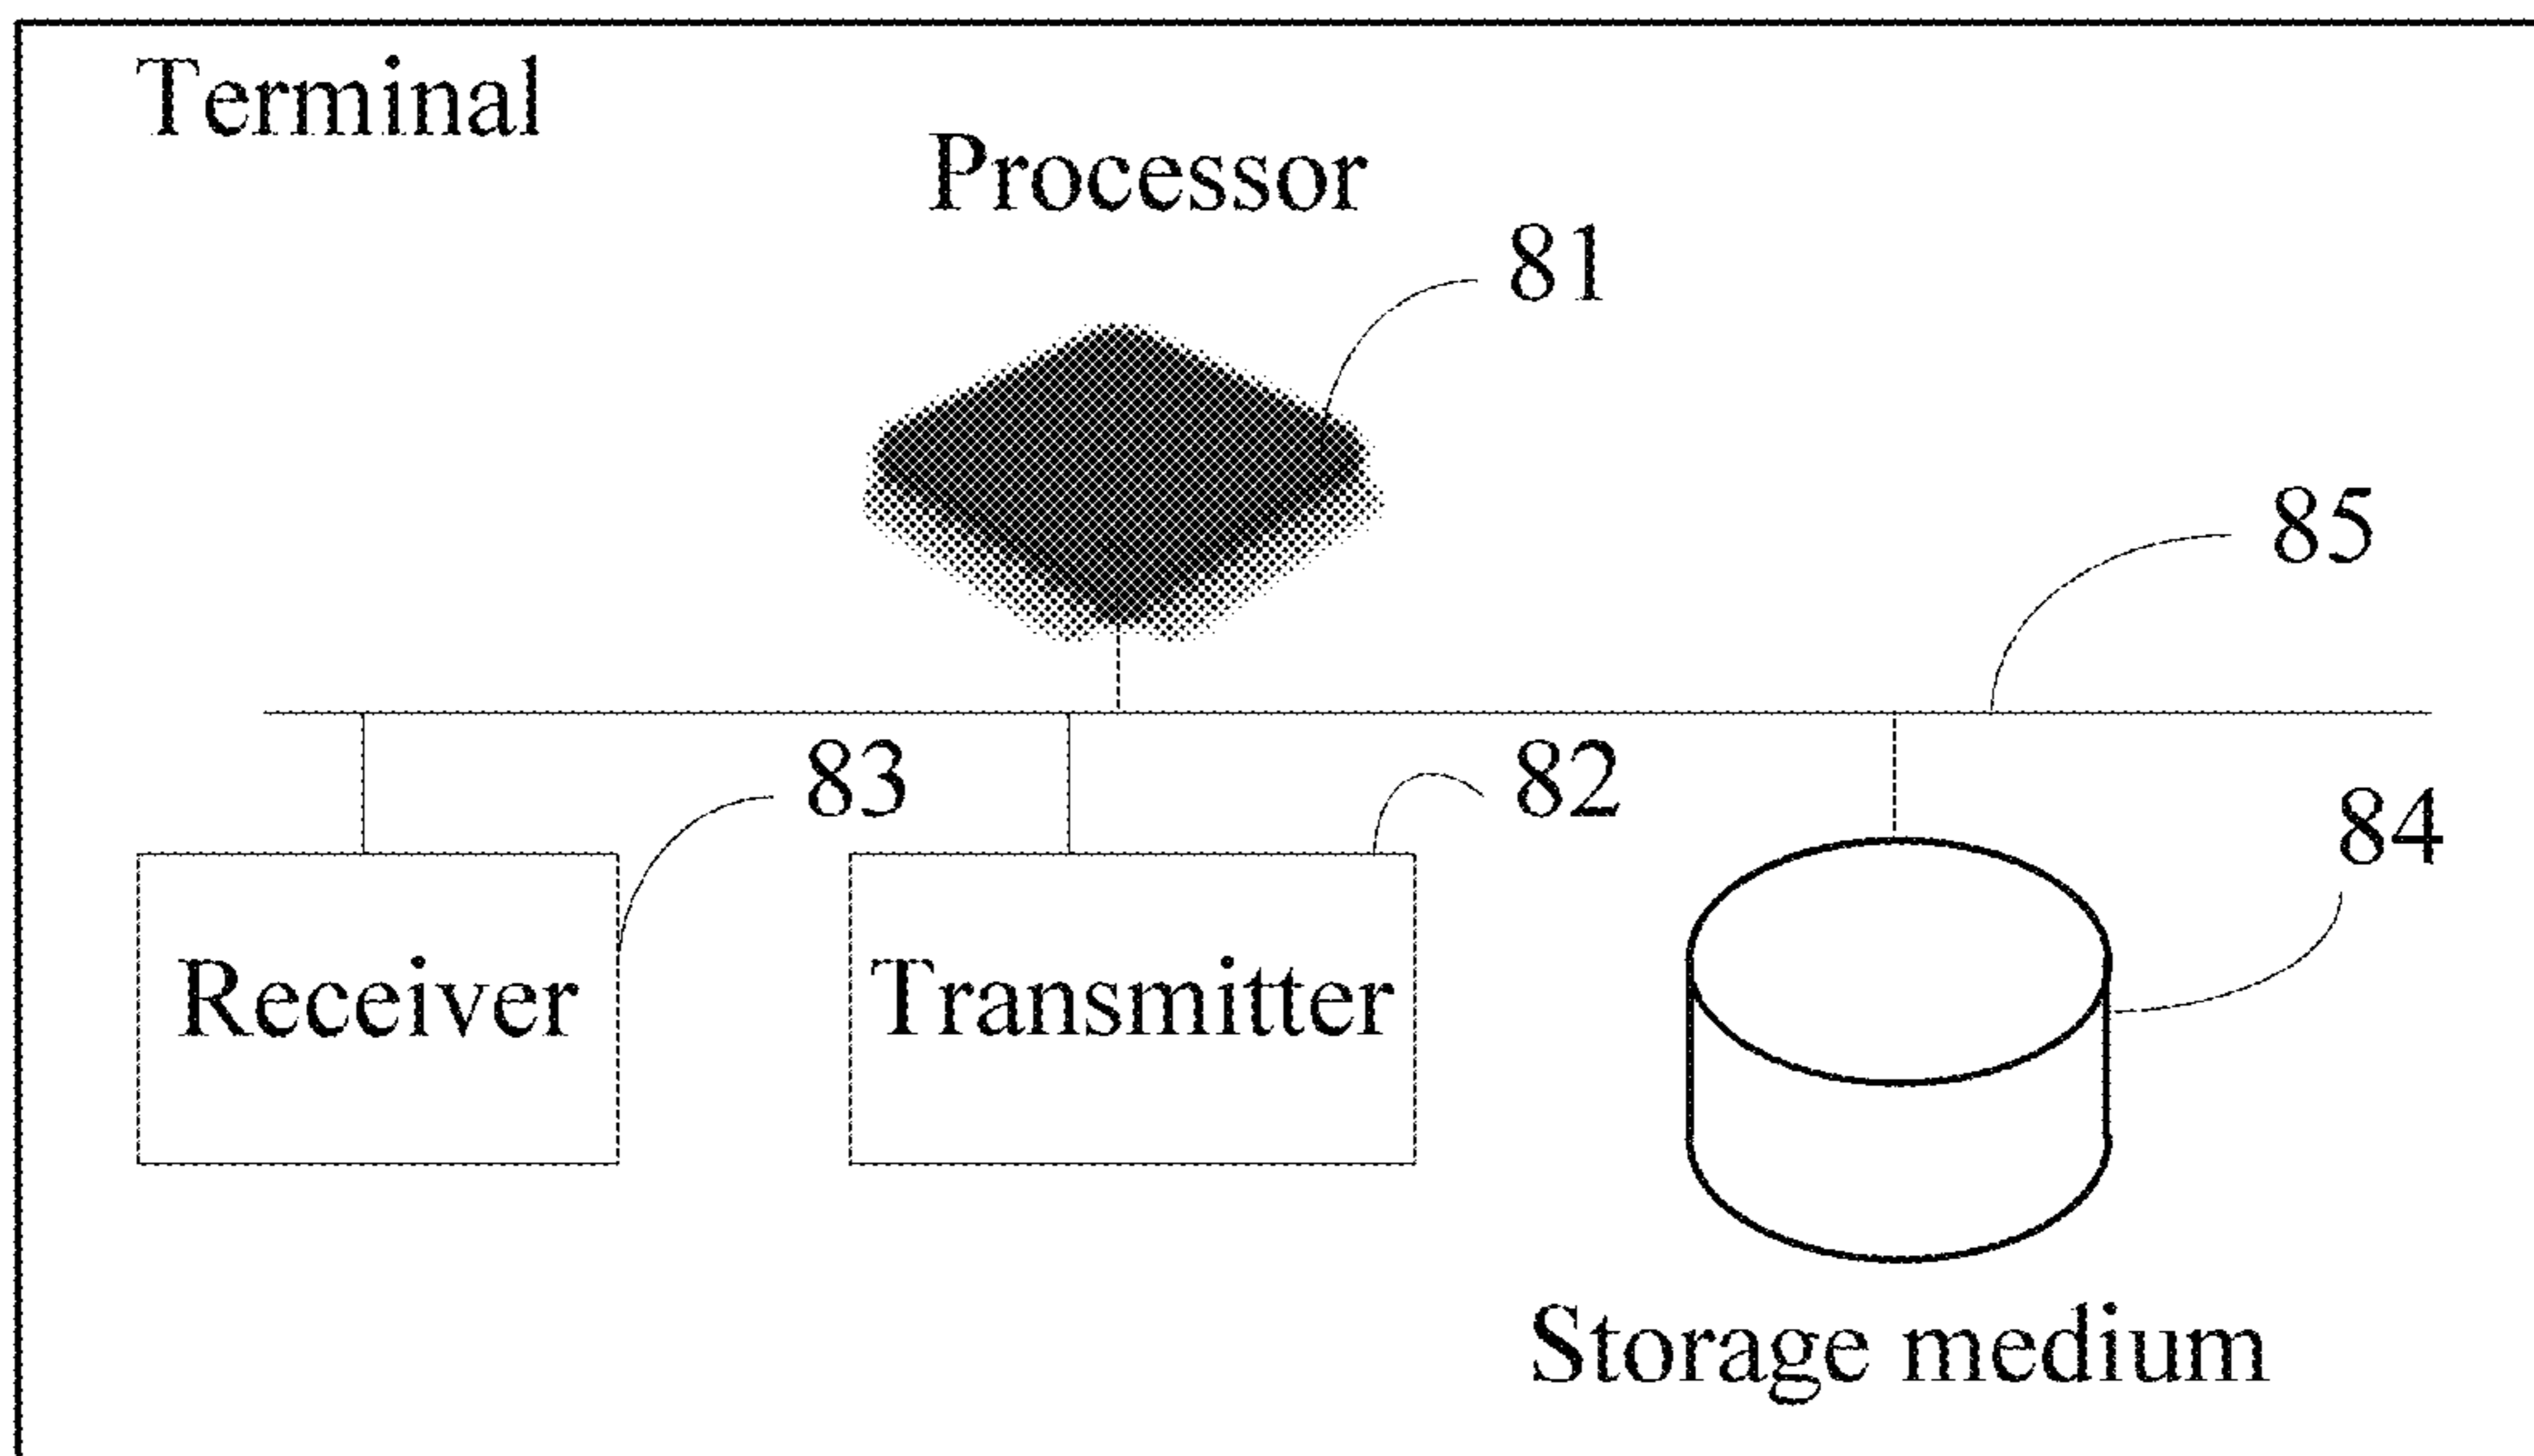 Terminal
Processor
81
85
83
82
84
Receiver
Transmitter
Storage medium